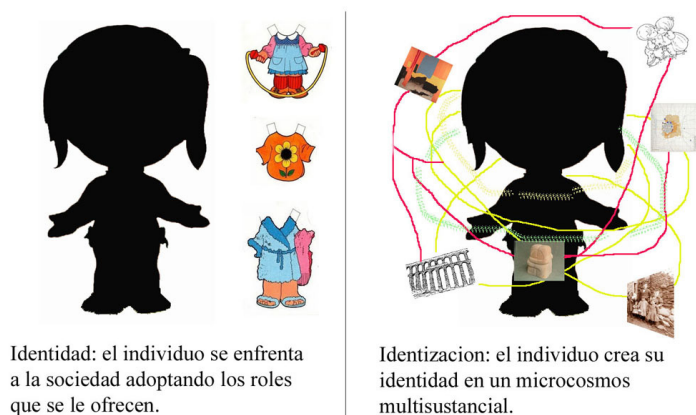 Identidad: el individuo se enfrenta
a la sociedad adoptando los roles
que se le ofrecen.
Identizacion: el individuo crea su
identidad en un microcosmos
multisustancial.